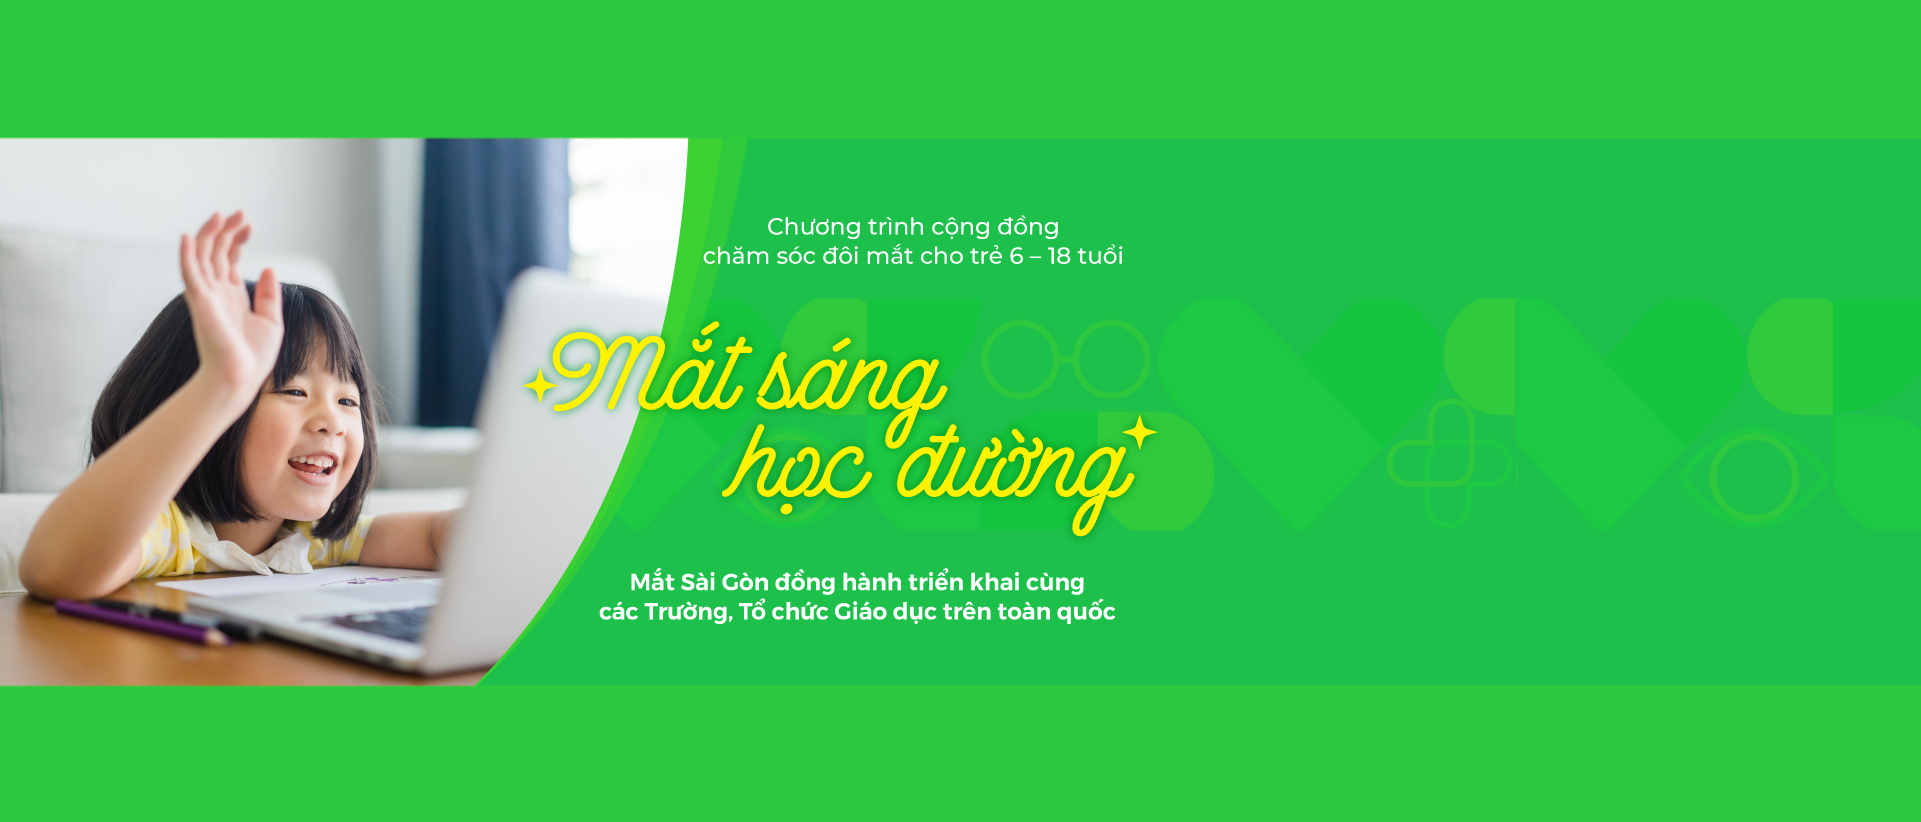 Chương trình cộng đồng
chăm sóc đôi mắt cho trẻ 6 – 18 tuổi
Mắt sáng
học đường
Mắt Sài Gòn đồng hành triển khai cùng
các Trường, Tổ chức Giáo dục trên toàn quốc